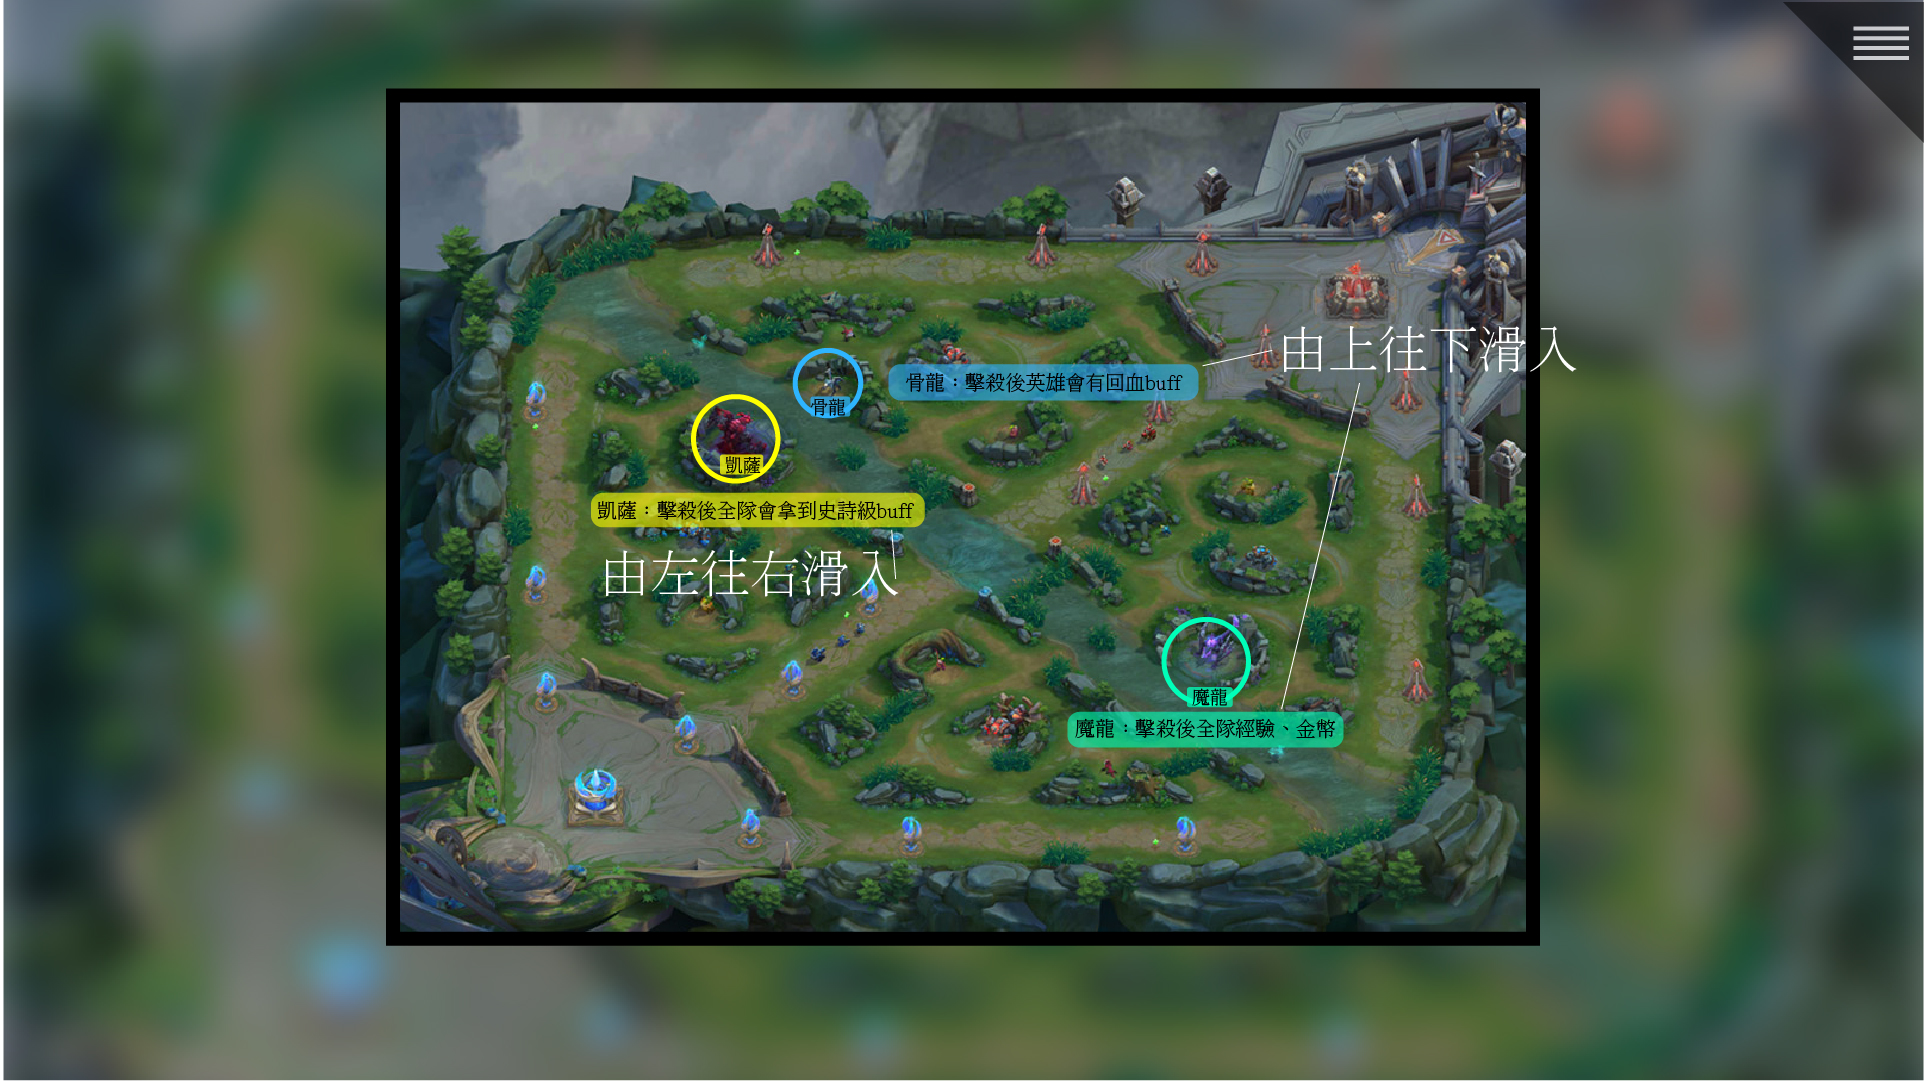 由上往下滑入
骨龍：擊殺後英雄會有回血buff
骨龍
凱薩
凱薩：擊殺後全隊會拿到史詩級buff
由左往右滑入
魔龍
魔龍：擊殺後全隊經驗、金幣